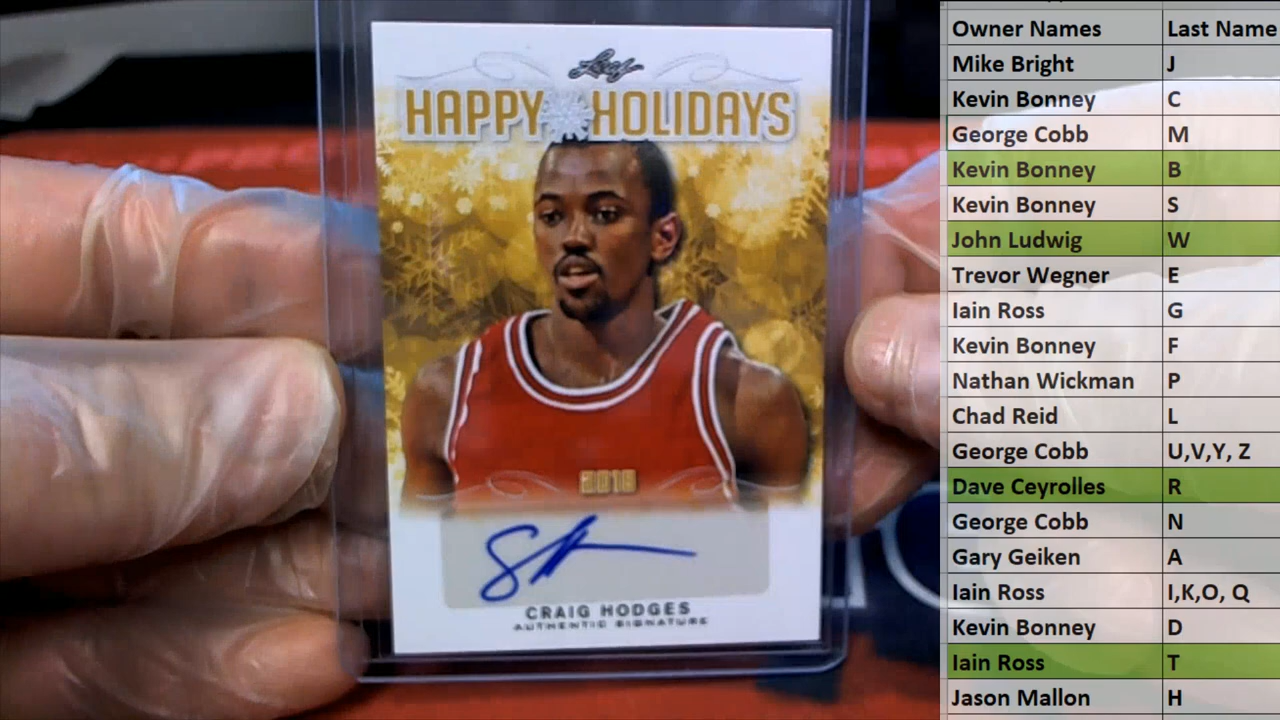 Leaf
HAPPY HOLIDAYS
2018
CRAIG HODGES
AUTHENTIC SIGNATURE
Owner Names Last Name
Mike Bright J
Kevin Bonney C
George Cobb M
Kevin Bonney B
Kevin Bonney S
John Ludwig W
Trevor Wegner E
Iain Ross G
Kevin Bonney F
Nathan Wickman P
Chad Reid L
George Cobb U,V,Y, Z
Dave Ceyrolles R
George Cobb N
Gary Geiken A
Iain Ross I,K,O, Q
Kevin Bonney D
Iain Ross T
Jason Mallon H